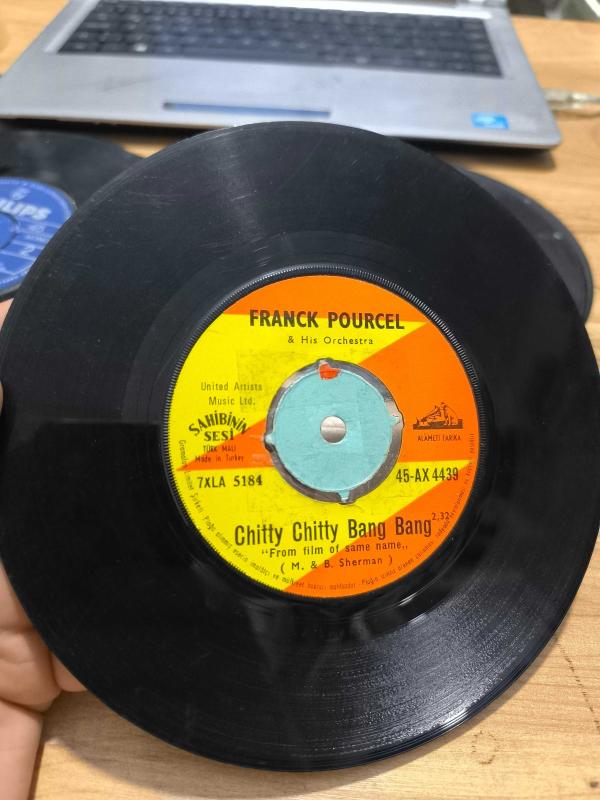 FRANCK POURCEL
& His Orchestra
United Artists
Music Ltd.
SAHİBİNİN
SESİ
TÜRK MALI
Made in Turkey
ALAMETİ FARİKA
7XLA 5184
45-AX 4439
Chitty Chitty Bang Bang
2,32
"From film of same name,,
( M. & B. Sherman )